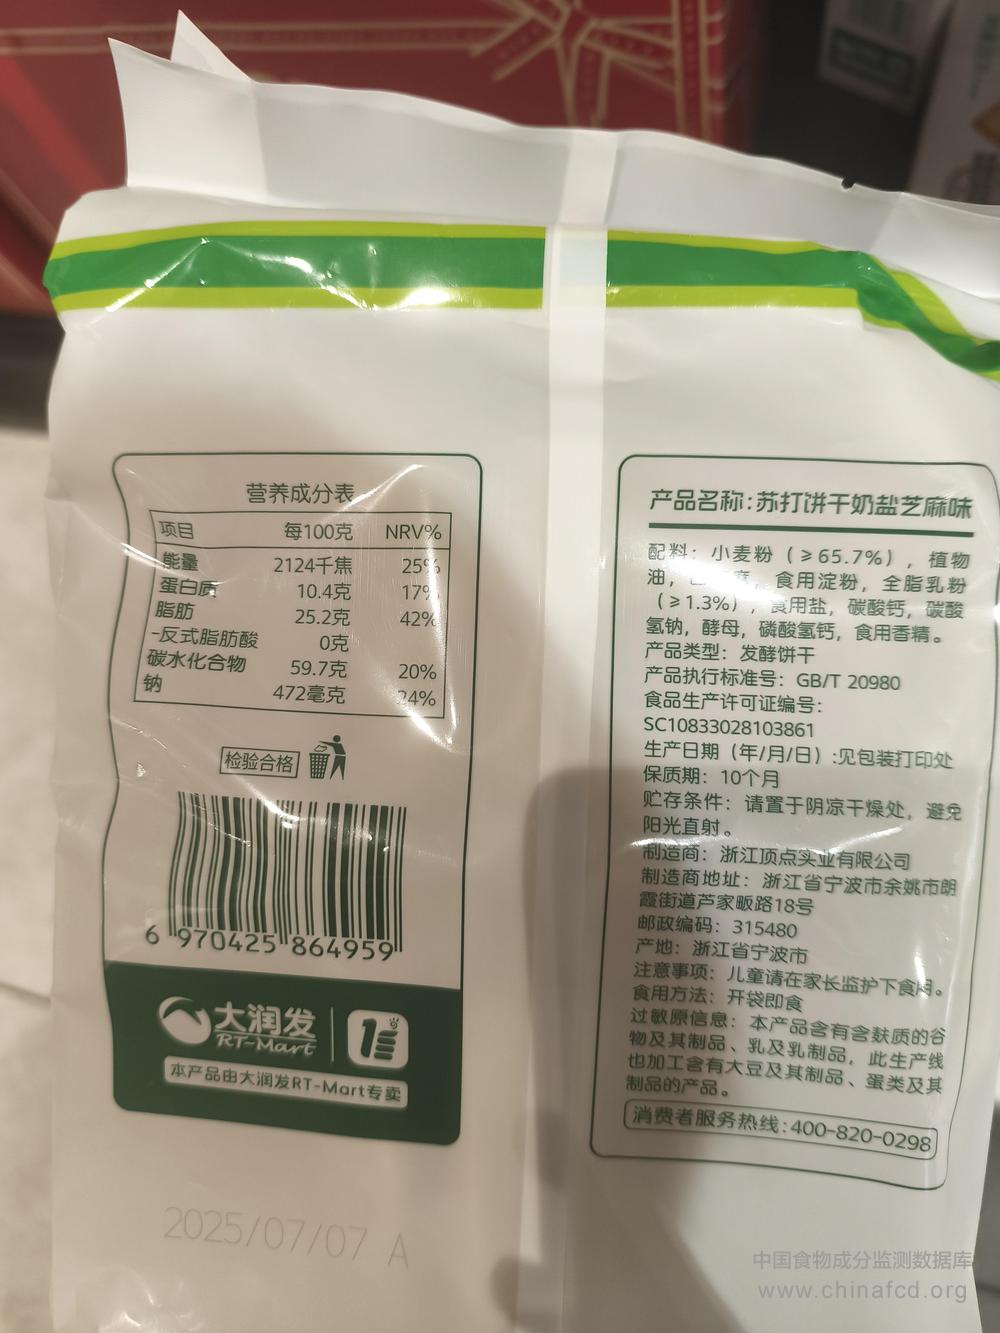 营养成分表
项目 每100克 NRV%
能量 2124千焦 25%
蛋白质 10.4克 17%
脂肪 25.2克 42%
-反式脂肪酸 0克
碳水化合物 59.7克 20%
钠 472毫克 24%
检验合格
6 970425 864959
大润发
RT-Mart
本产品由大润发RT-Mart专卖
2025/07/07 A
产品名称:苏打饼干奶盐芝麻味
配料：小麦粉（≥65.7%），植物
油，食用淀粉，全脂乳粉
（≥1.3%），食用盐，碳酸钙，碳酸
氢钠，酵母，磷酸氢钙，食用香精。
产品类型：发酵饼干
产品执行标准号：GB/T 20980
食品生产许可证编号：
SC10833028103861
生产日期（年/月/日）:见包装打印处
保质期：10个月
贮存条件：请置于阴凉干燥处，避免
阳光直射。
制造商：浙江顶点实业有限公司
制造商地址：浙江省宁波市余姚市朗
霞街道芦家畈路18号
邮政编码：315480
产地：浙江省宁波市
注意事项：儿童请在家长监护下食用。
食用方法：开袋即食
过敏原信息：本产品含有含麸质的谷
物及其制品、乳及乳制品，此生产线
也加工含有大豆及其制品、蛋类及其
制品的产品。
消费者服务热线:400-820-0298
中国食物成分监测数据库
www.chinafcd.org